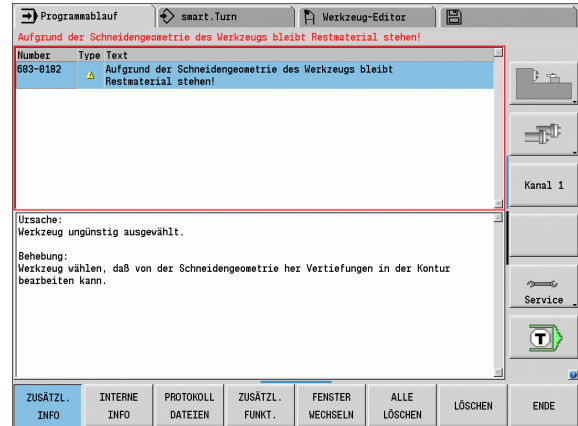 Programmablauf smart.Turn Werkzeug-Editor
Aufgrund der Schneidengeometrie des Werkzeugs bleibt Restmaterial stehen!
Number Type Text
603-0182 Aufgrund der Schneidengeometrie des Werkzeugs bleibt
Restmaterial stehen!
Kanal 1
Ursache:
Werkzeug ungünstig ausgewählt.
Behebung:
Werkzeug wählen, daß von der Schneidengeometrie her Vertiefungen in der Kontur
bearbeiten kann.
Service
T
ZUSÄTZL. INTERNE PROTOKOLL ZUSÄTZL. FENSTER ALLE LÖSCHEN ENDE
INFO INFO DATEIEN FUNKT. WECHSELN LÖSCHEN